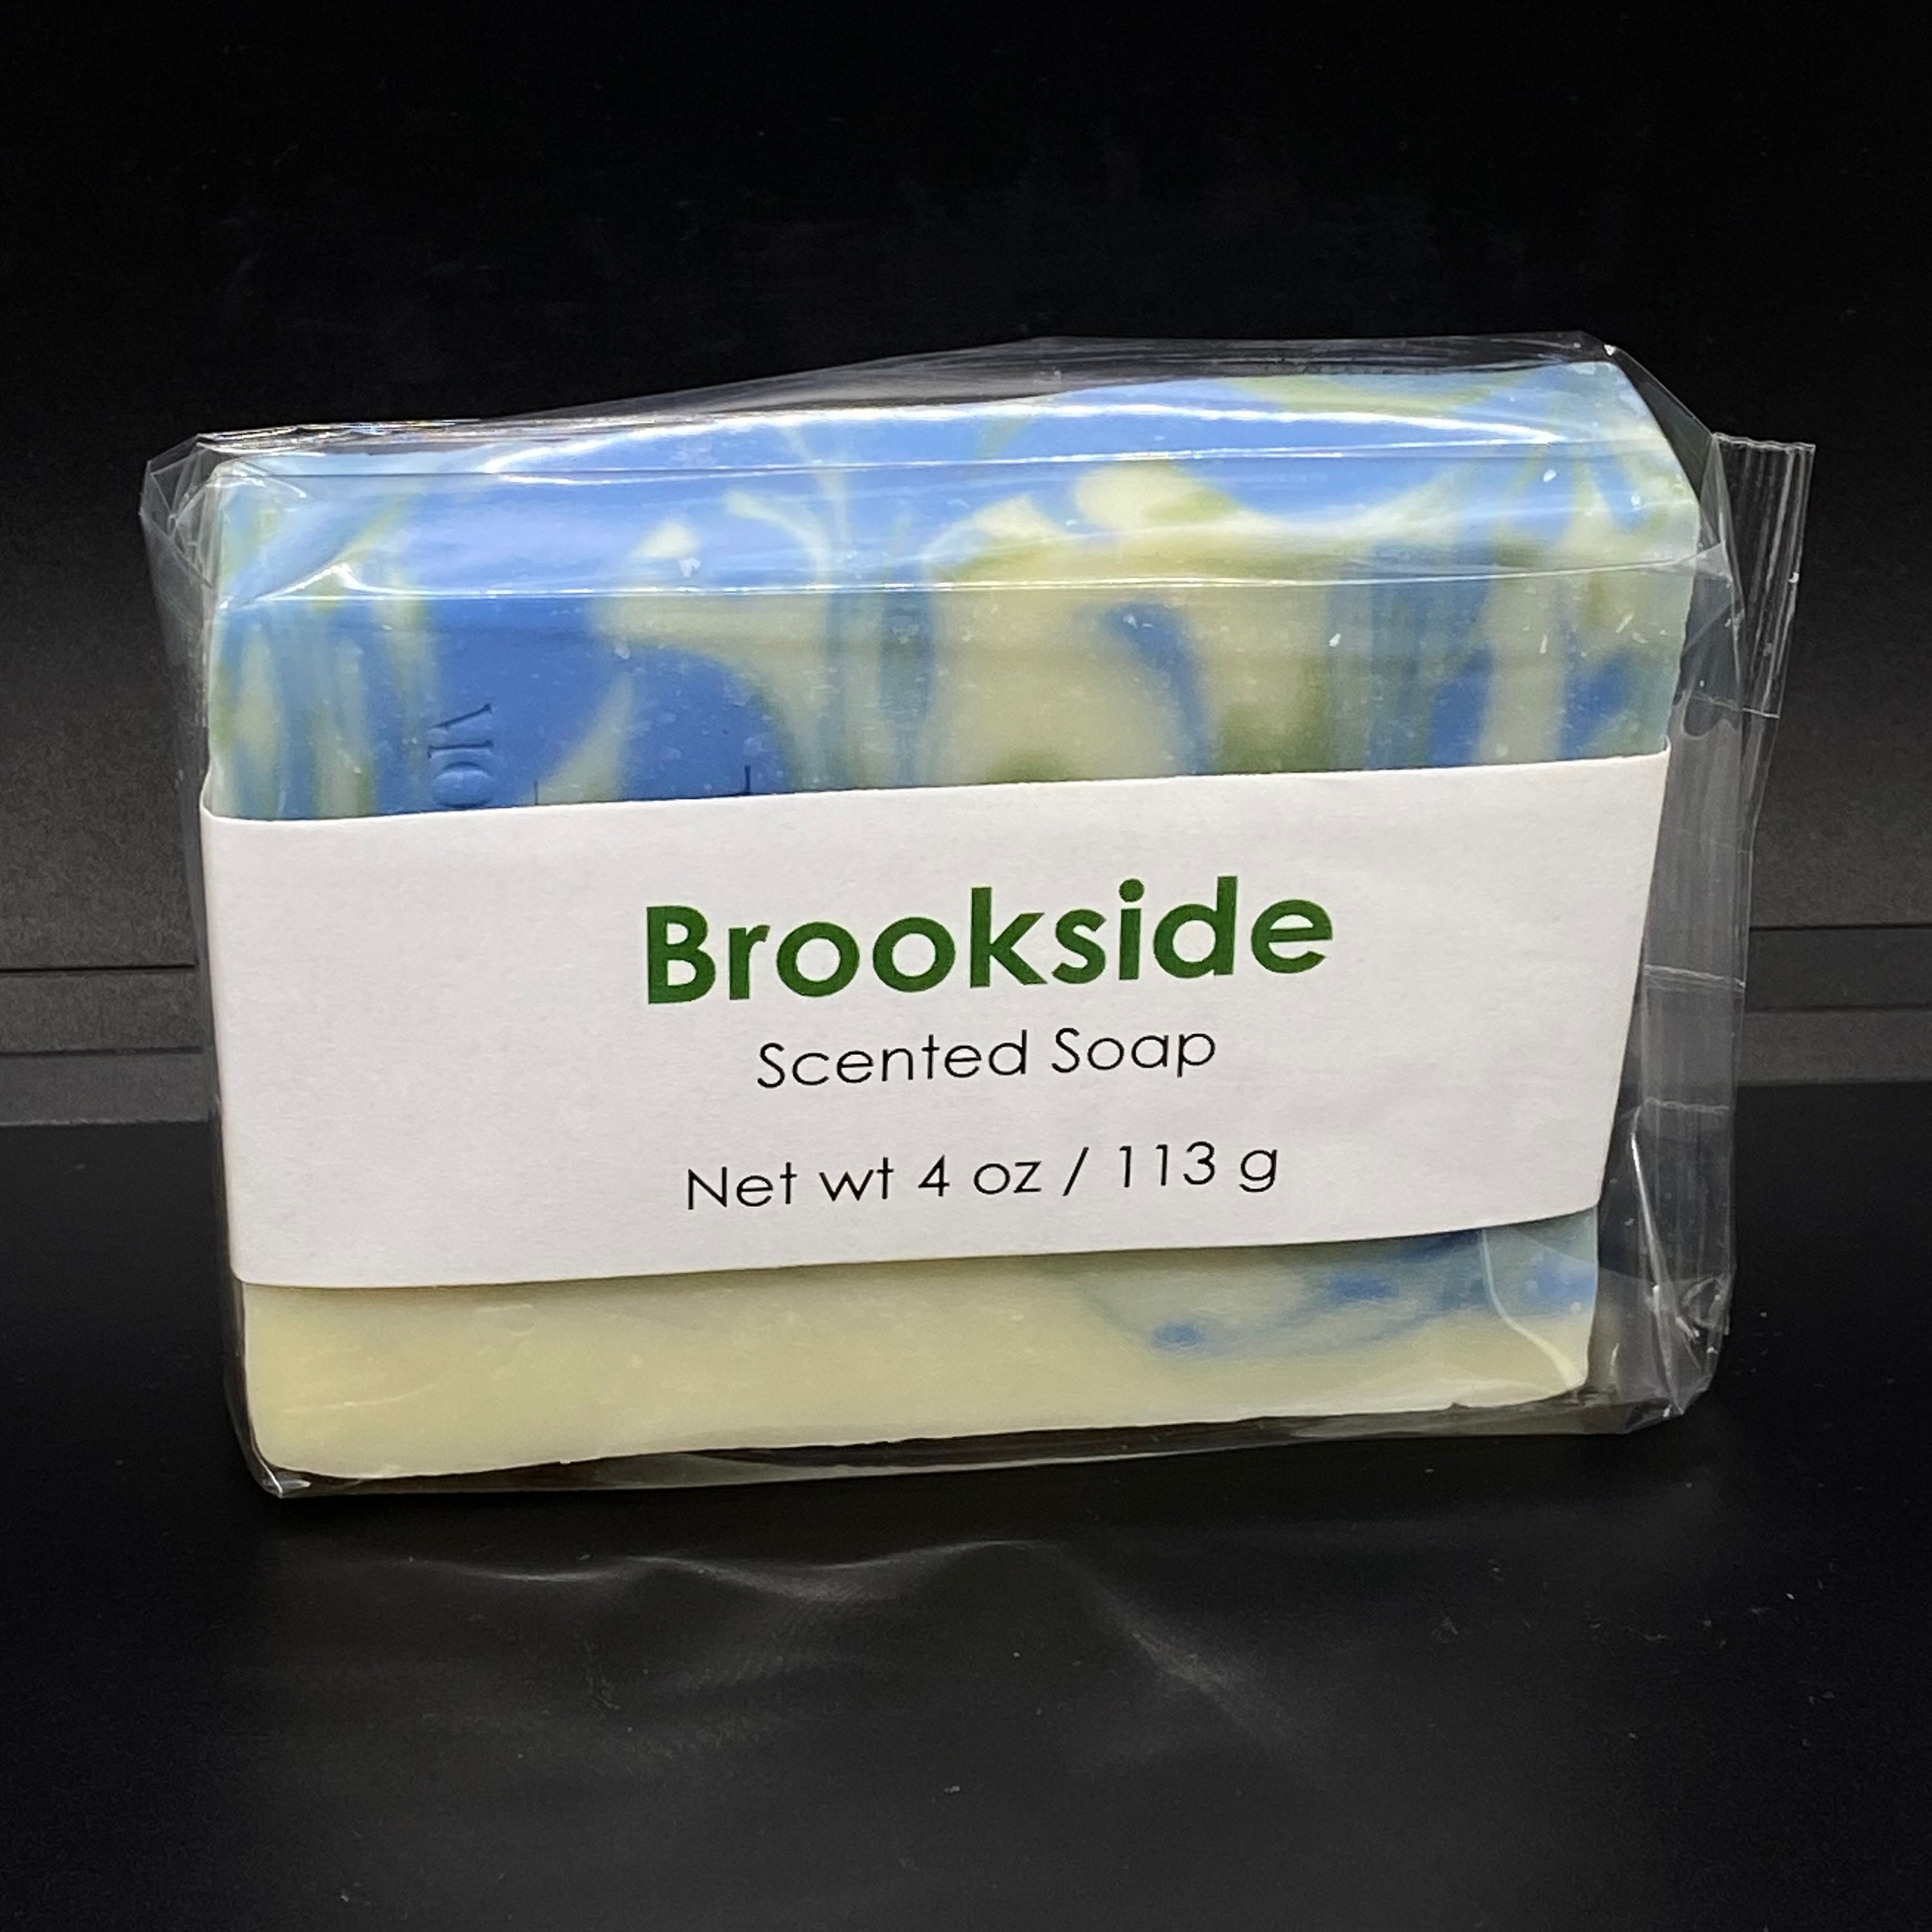 Brookside
Scented Soap
Net wt 4 oz / 113 g